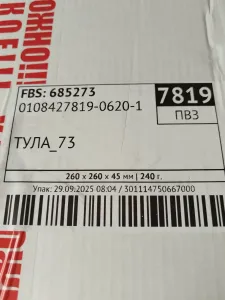 FBS: 685273
0108427819-0620-1
7819
ПВЗ
ТУЛА_73
260 x 260 x 45 мм | 240 г.
Упак: 29.09.2025 08:04 / 301114750667000